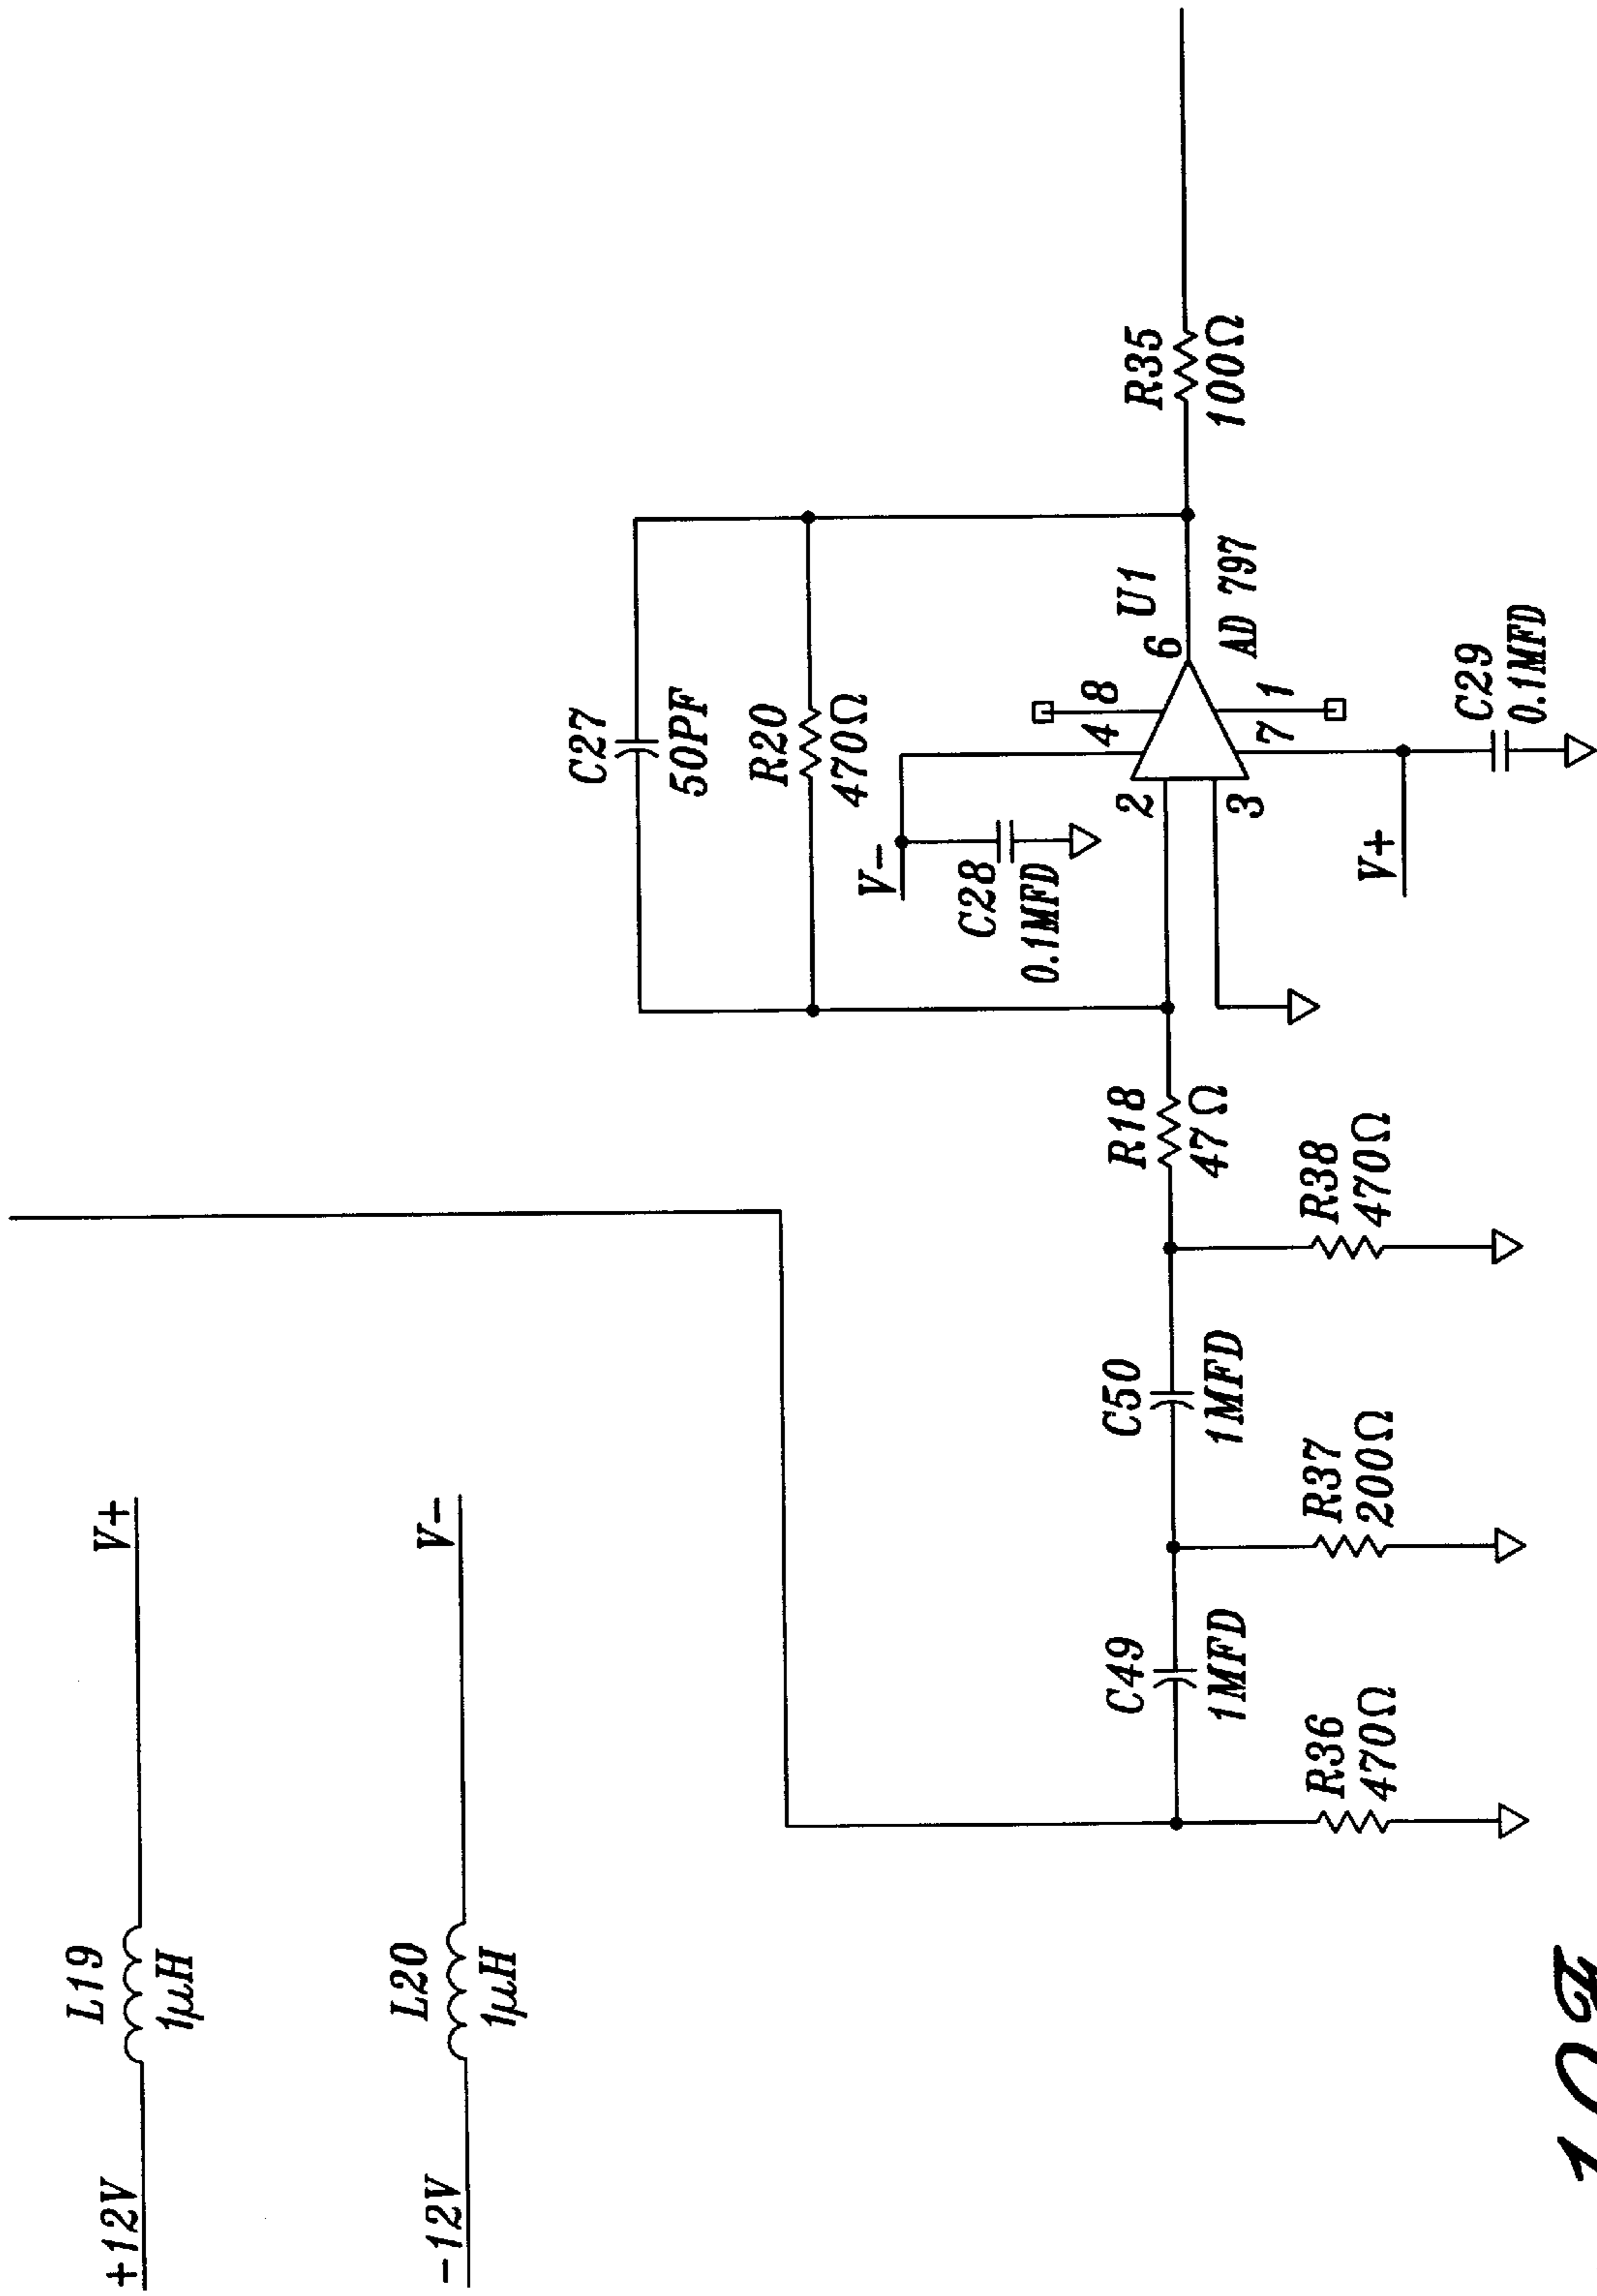 +12V
L19
1µH
V+
-12V
L20
1µH
V-
C27
50PF
R20
470Ω
V-
C28
0.1MFD
4
8
2
3
6
U1
AD 797
7
1
V+
C29
0.1MFD
R35
100Ω
R18
47Ω
R38
470Ω
C50
1MFD
R37
200Ω
C49
1MFD
R36
470Ω